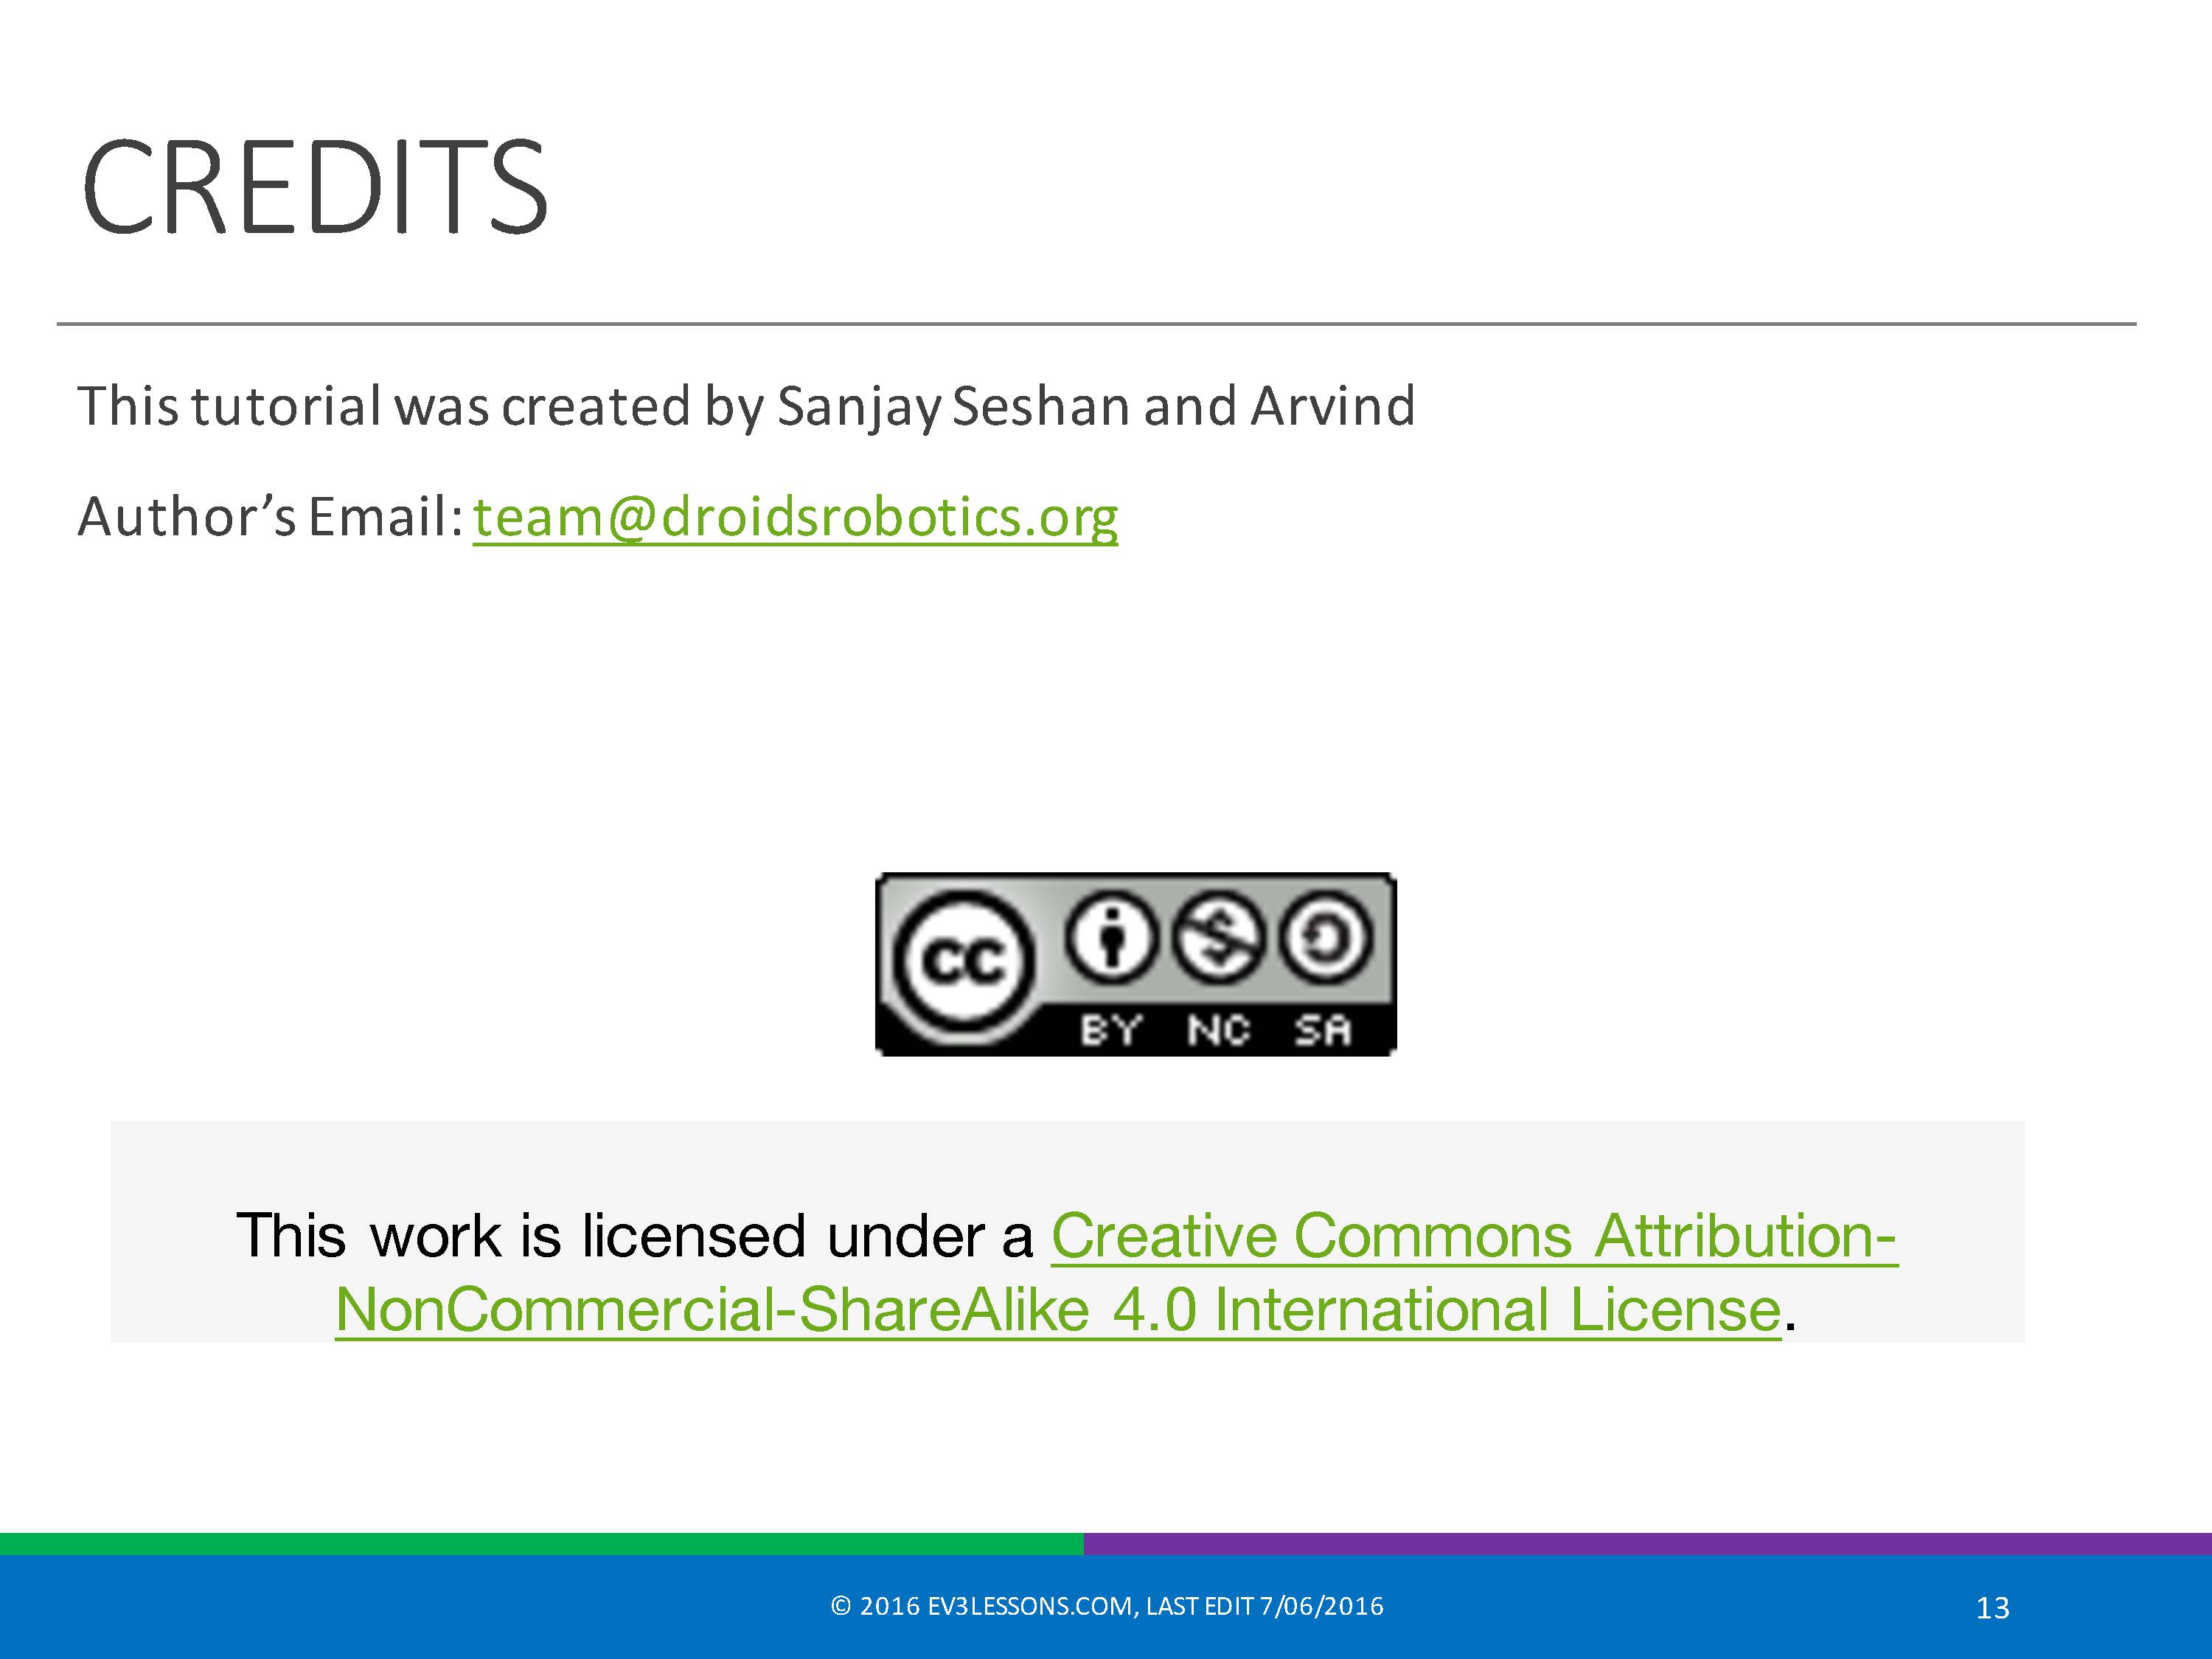 CREDITS
This tutorial was created by Sanjay Seshan and Arvind
Author’s Email: team@droidsrobotics.org
cc
BY NC SA
This work is licensed under a Creative Commons Attribution-
NonCommercial-ShareAlike 4.0 International License.
© 2016 EV3LESSONS.COM, LAST EDIT 7/06/2016
13